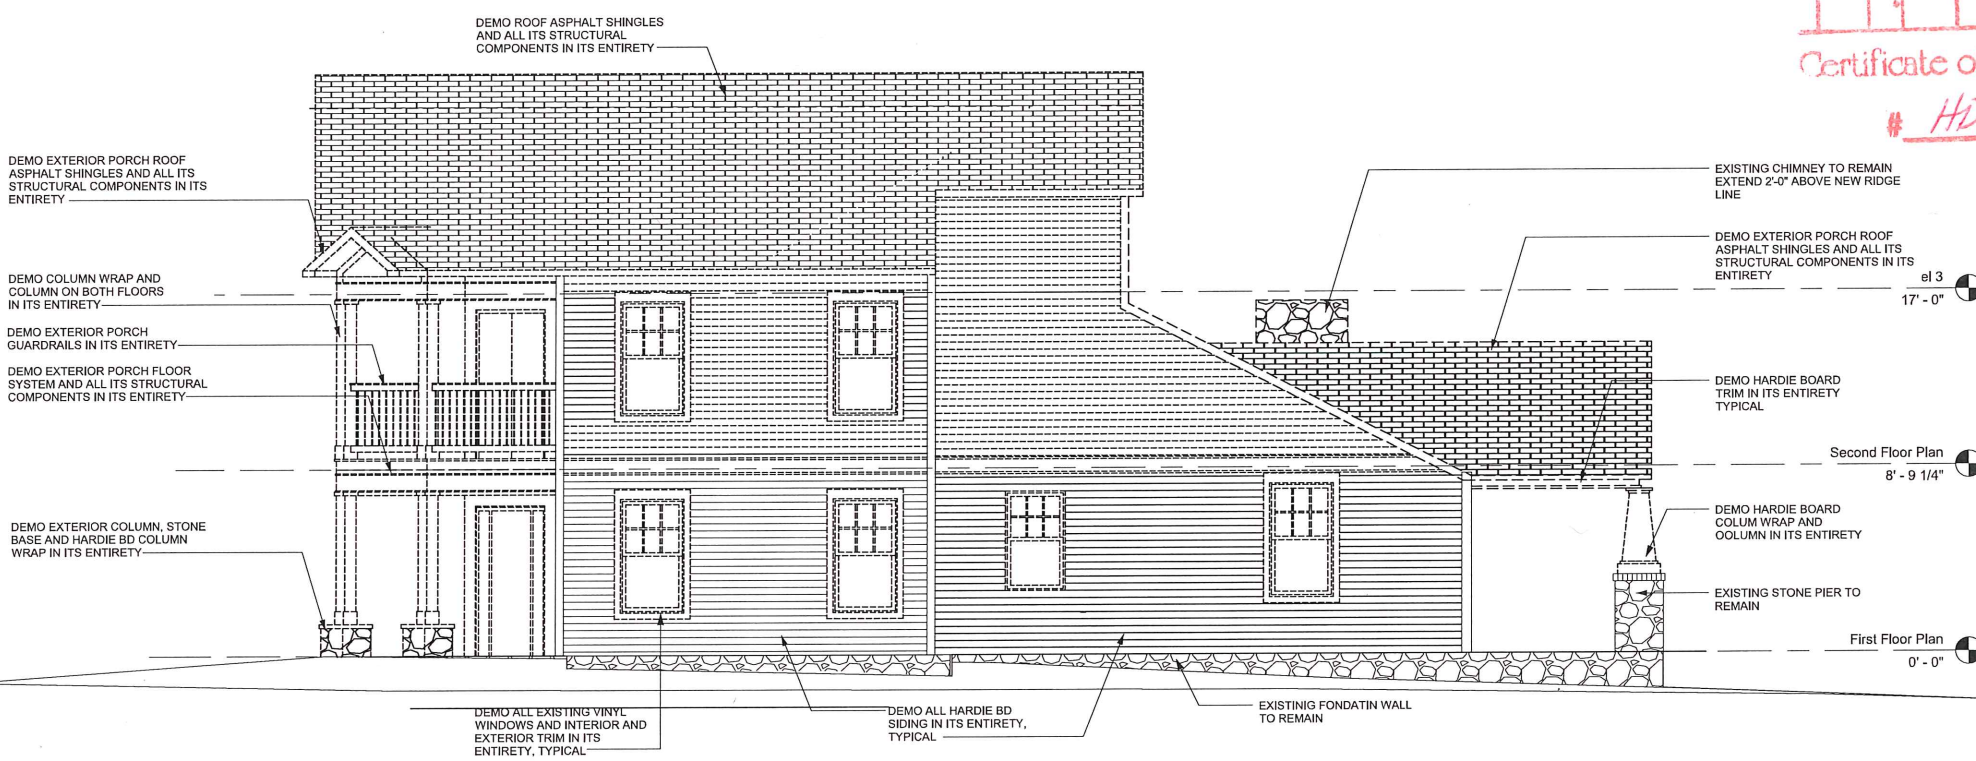 DEMO ROOF ASPHALT SHINGLES
AND ALL ITS STRUCTURAL
COMPONENTS IN ITS ENTIRETY
Certificate o
# HD
DEMO EXTERIOR PORCH ROOF
ASPHALT SHINGLES AND ALL ITS
STRUCTURAL COMPONENTS IN ITS
ENTIRETY
DEMO COLUMN WRAP AND
COLUMN ON BOTH FLOORS
IN ITS ENTIRETY
DEMO EXTERIOR PORCH
GUARDRAILS IN ITS ENTIRETY
DEMO EXTERIOR PORCH FLOOR
SYSTEM AND ALL ITS STRUCTURAL
COMPONENTS IN ITS ENTIRETY
DEMO EXTERIOR COLUMN, STONE
BASE AND HARDIE BD COLUMN
WRAP IN ITS ENTIRETY
EXISTING CHIMNEY TO REMAIN
EXTEND 2'-0" ABOVE NEW RIDGE
LINE
DEMO EXTERIOR PORCH ROOF
ASPHALT SHINGLES AND ALL ITS
STRUCTURAL COMPONENTS IN ITS
ENTIRETY
el 3
17' - 0"
DEMO HARDIE BOARD
TRIM IN ITS ENTIRETY
TYPICAL
Second Floor Plan
8' - 9 1/4"
DEMO HARDIE BOARD
COLUM WRAP AND
OOLUMN IN ITS ENTIRETY
EXISTING STONE PIER TO
REMAIN
First Floor Plan
0' - 0"
DEMO ALL EXISTING VINYL
WINDOWS AND INTERIOR AND
EXTERIOR TRIM IN ITS
ENTIRETY, TYPICAL
DEMO ALL HARDIE BD
SIDING IN ITS ENTIRETY,
TYPICAL
EXISTINIG FONDATIN WALL
TO REMAIN